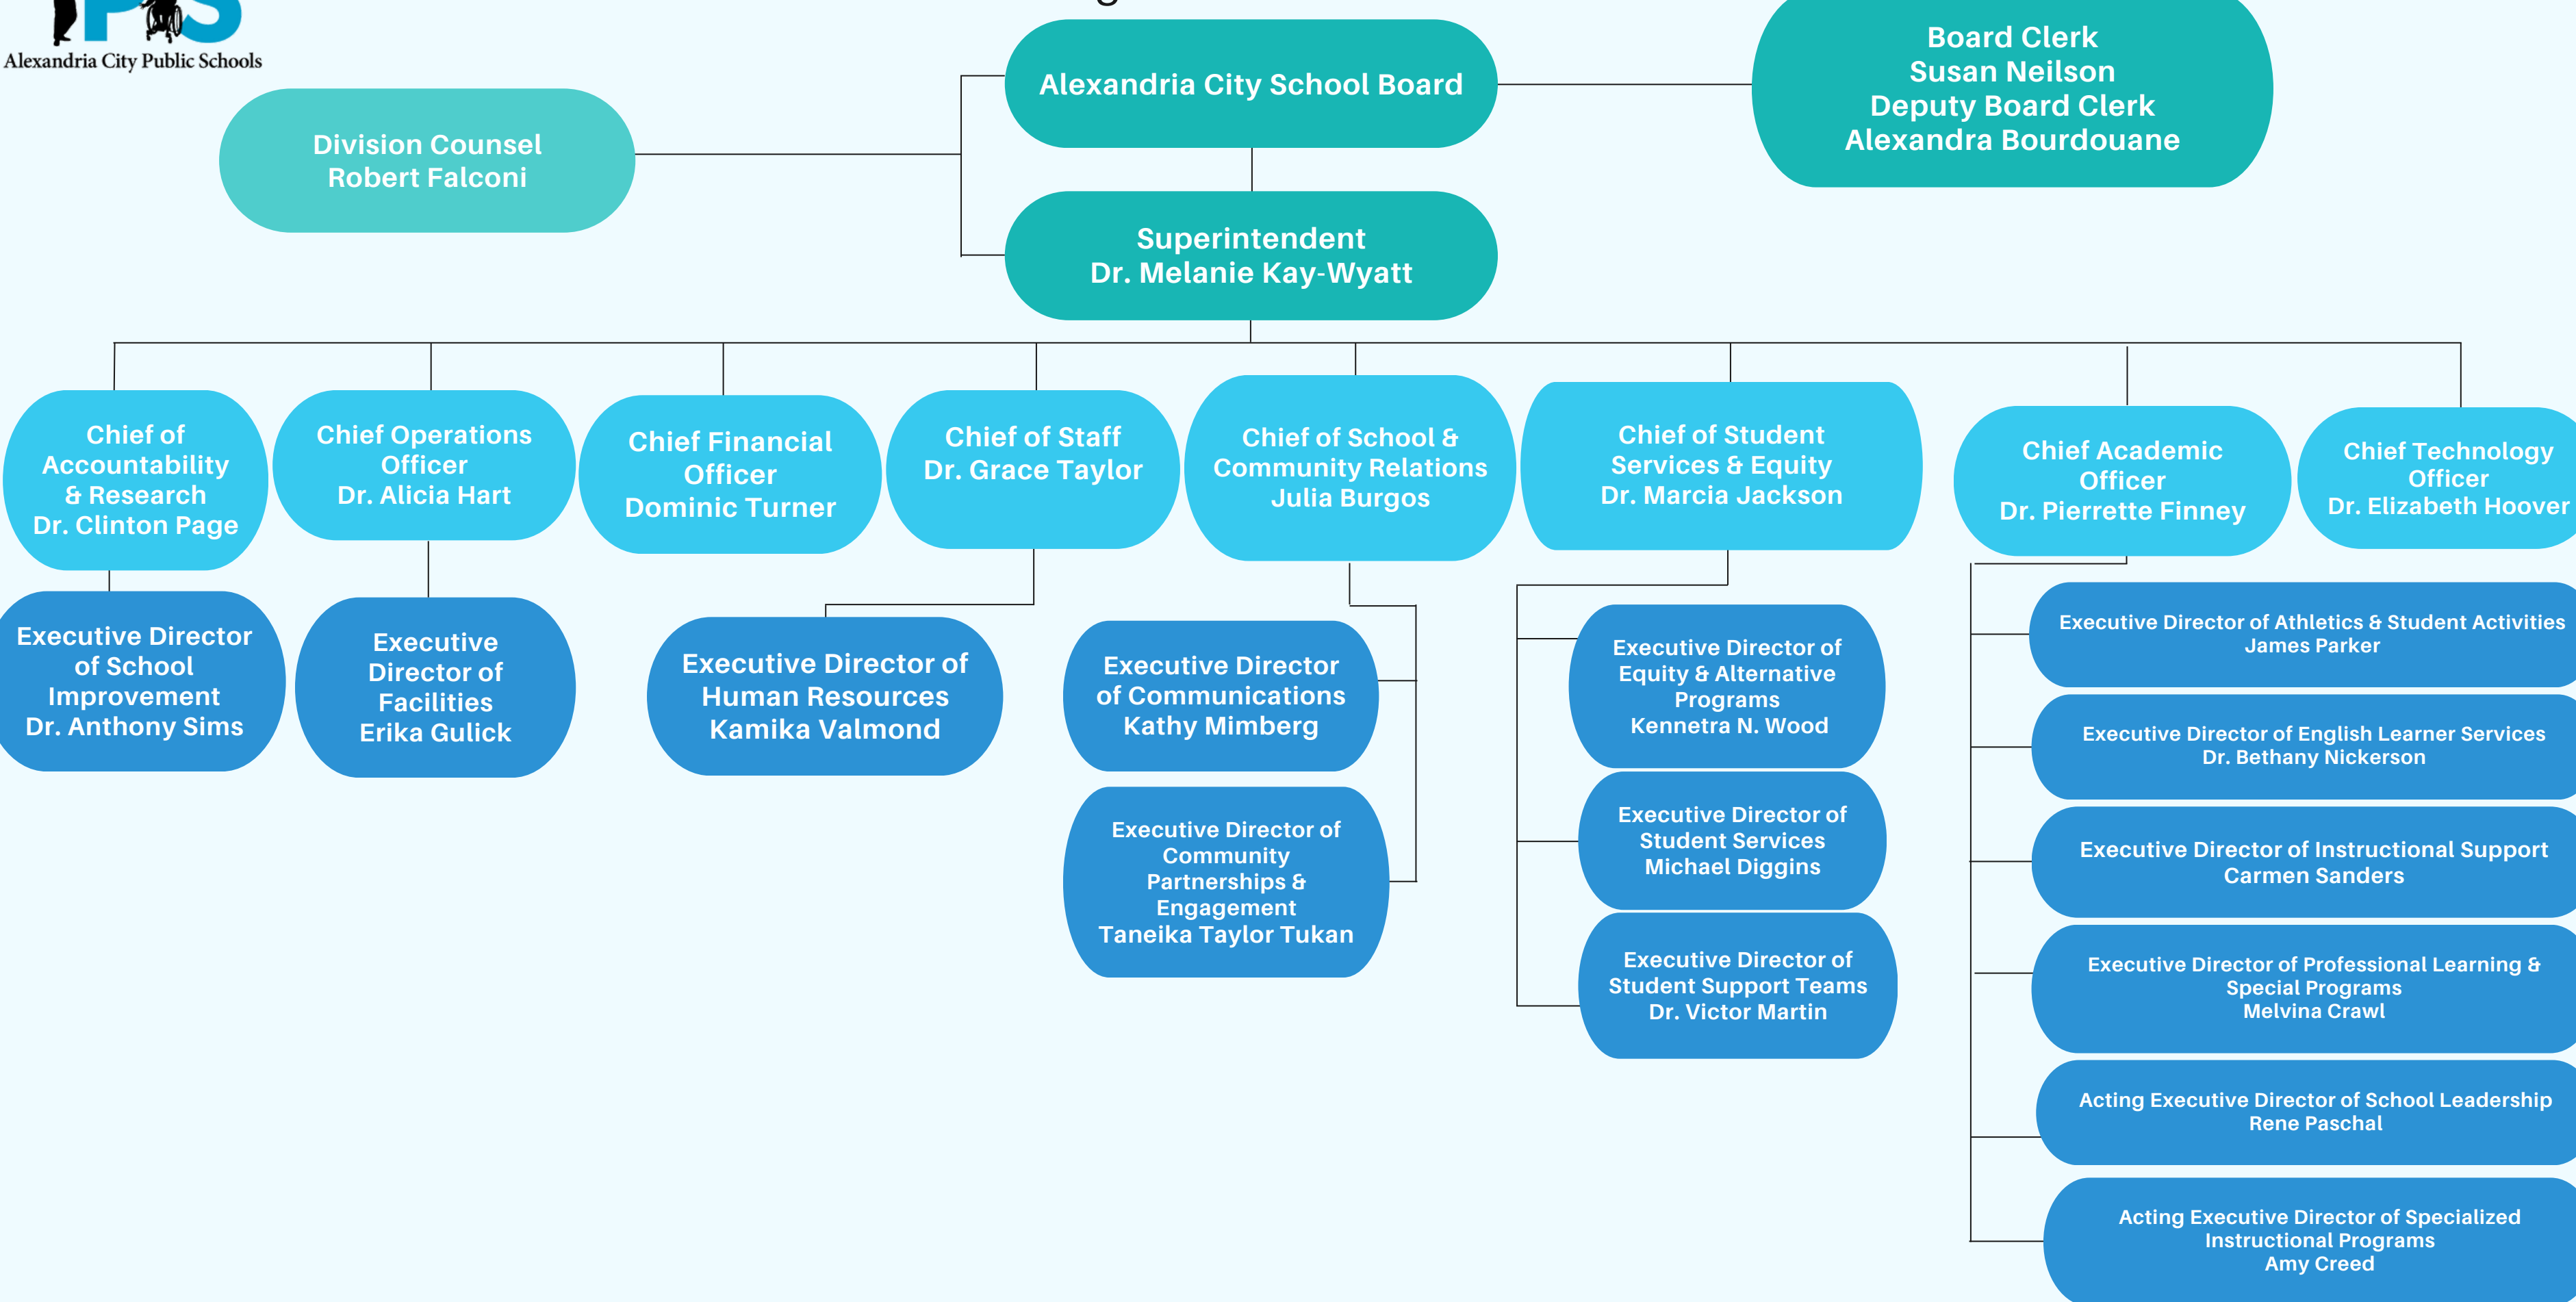 PS
Alexandria City Public Schools
Alexandria City School Board
Board Clerk
Susan Neilson
Deputy Board Clerk
Alexandra Bourdouane
Division Counsel
Robert Falconi
Superintendent
Dr. Melanie Kay-Wyatt
Chief of
Accountability
& Research
Dr. Clinton Page
Chief Operations
Officer
Dr. Alicia Hart
Chief Financial
Officer
Dominic Turner
Chief of Staff
Dr. Grace Taylor
Chief of School &
Community Relations
Julia Burgos
Chief of Student
Services & Equity
Dr. Marcia Jackson
Chief Academic
Officer
Dr. Pierrette Finney
Chief Technology
Officer
Dr. Elizabeth Hoover
Executive Director
of School
Improvement
Dr. Anthony Sims
Executive
Director of
Facilities
Erika Gulick
Executive Director of
Human Resources
Kamika Valmond
Executive Director
of Communications
Kathy Mimberg
Executive Director of
Community
Partnerships &
Engagement
Taneika Taylor Tukan
Executive Director of
Equity & Alternative
Programs
Kennetra N. Wood
Executive Director of
Student Services
Michael Diggins
Executive Director of
Student Support Teams
Dr. Victor Martin
Executive Director of Athletics & Student Activities
James Parker
Executive Director of English Learner Services
Dr. Bethany Nickerson
Executive Director of Instructional Support
Carmen Sanders
Executive Director of Professional Learning &
Special Programs
Melvina Crawl
Acting Executive Director of School Leadership
Rene Paschal
Acting Executive Director of Specialized
Instructional Programs
Amy Creed